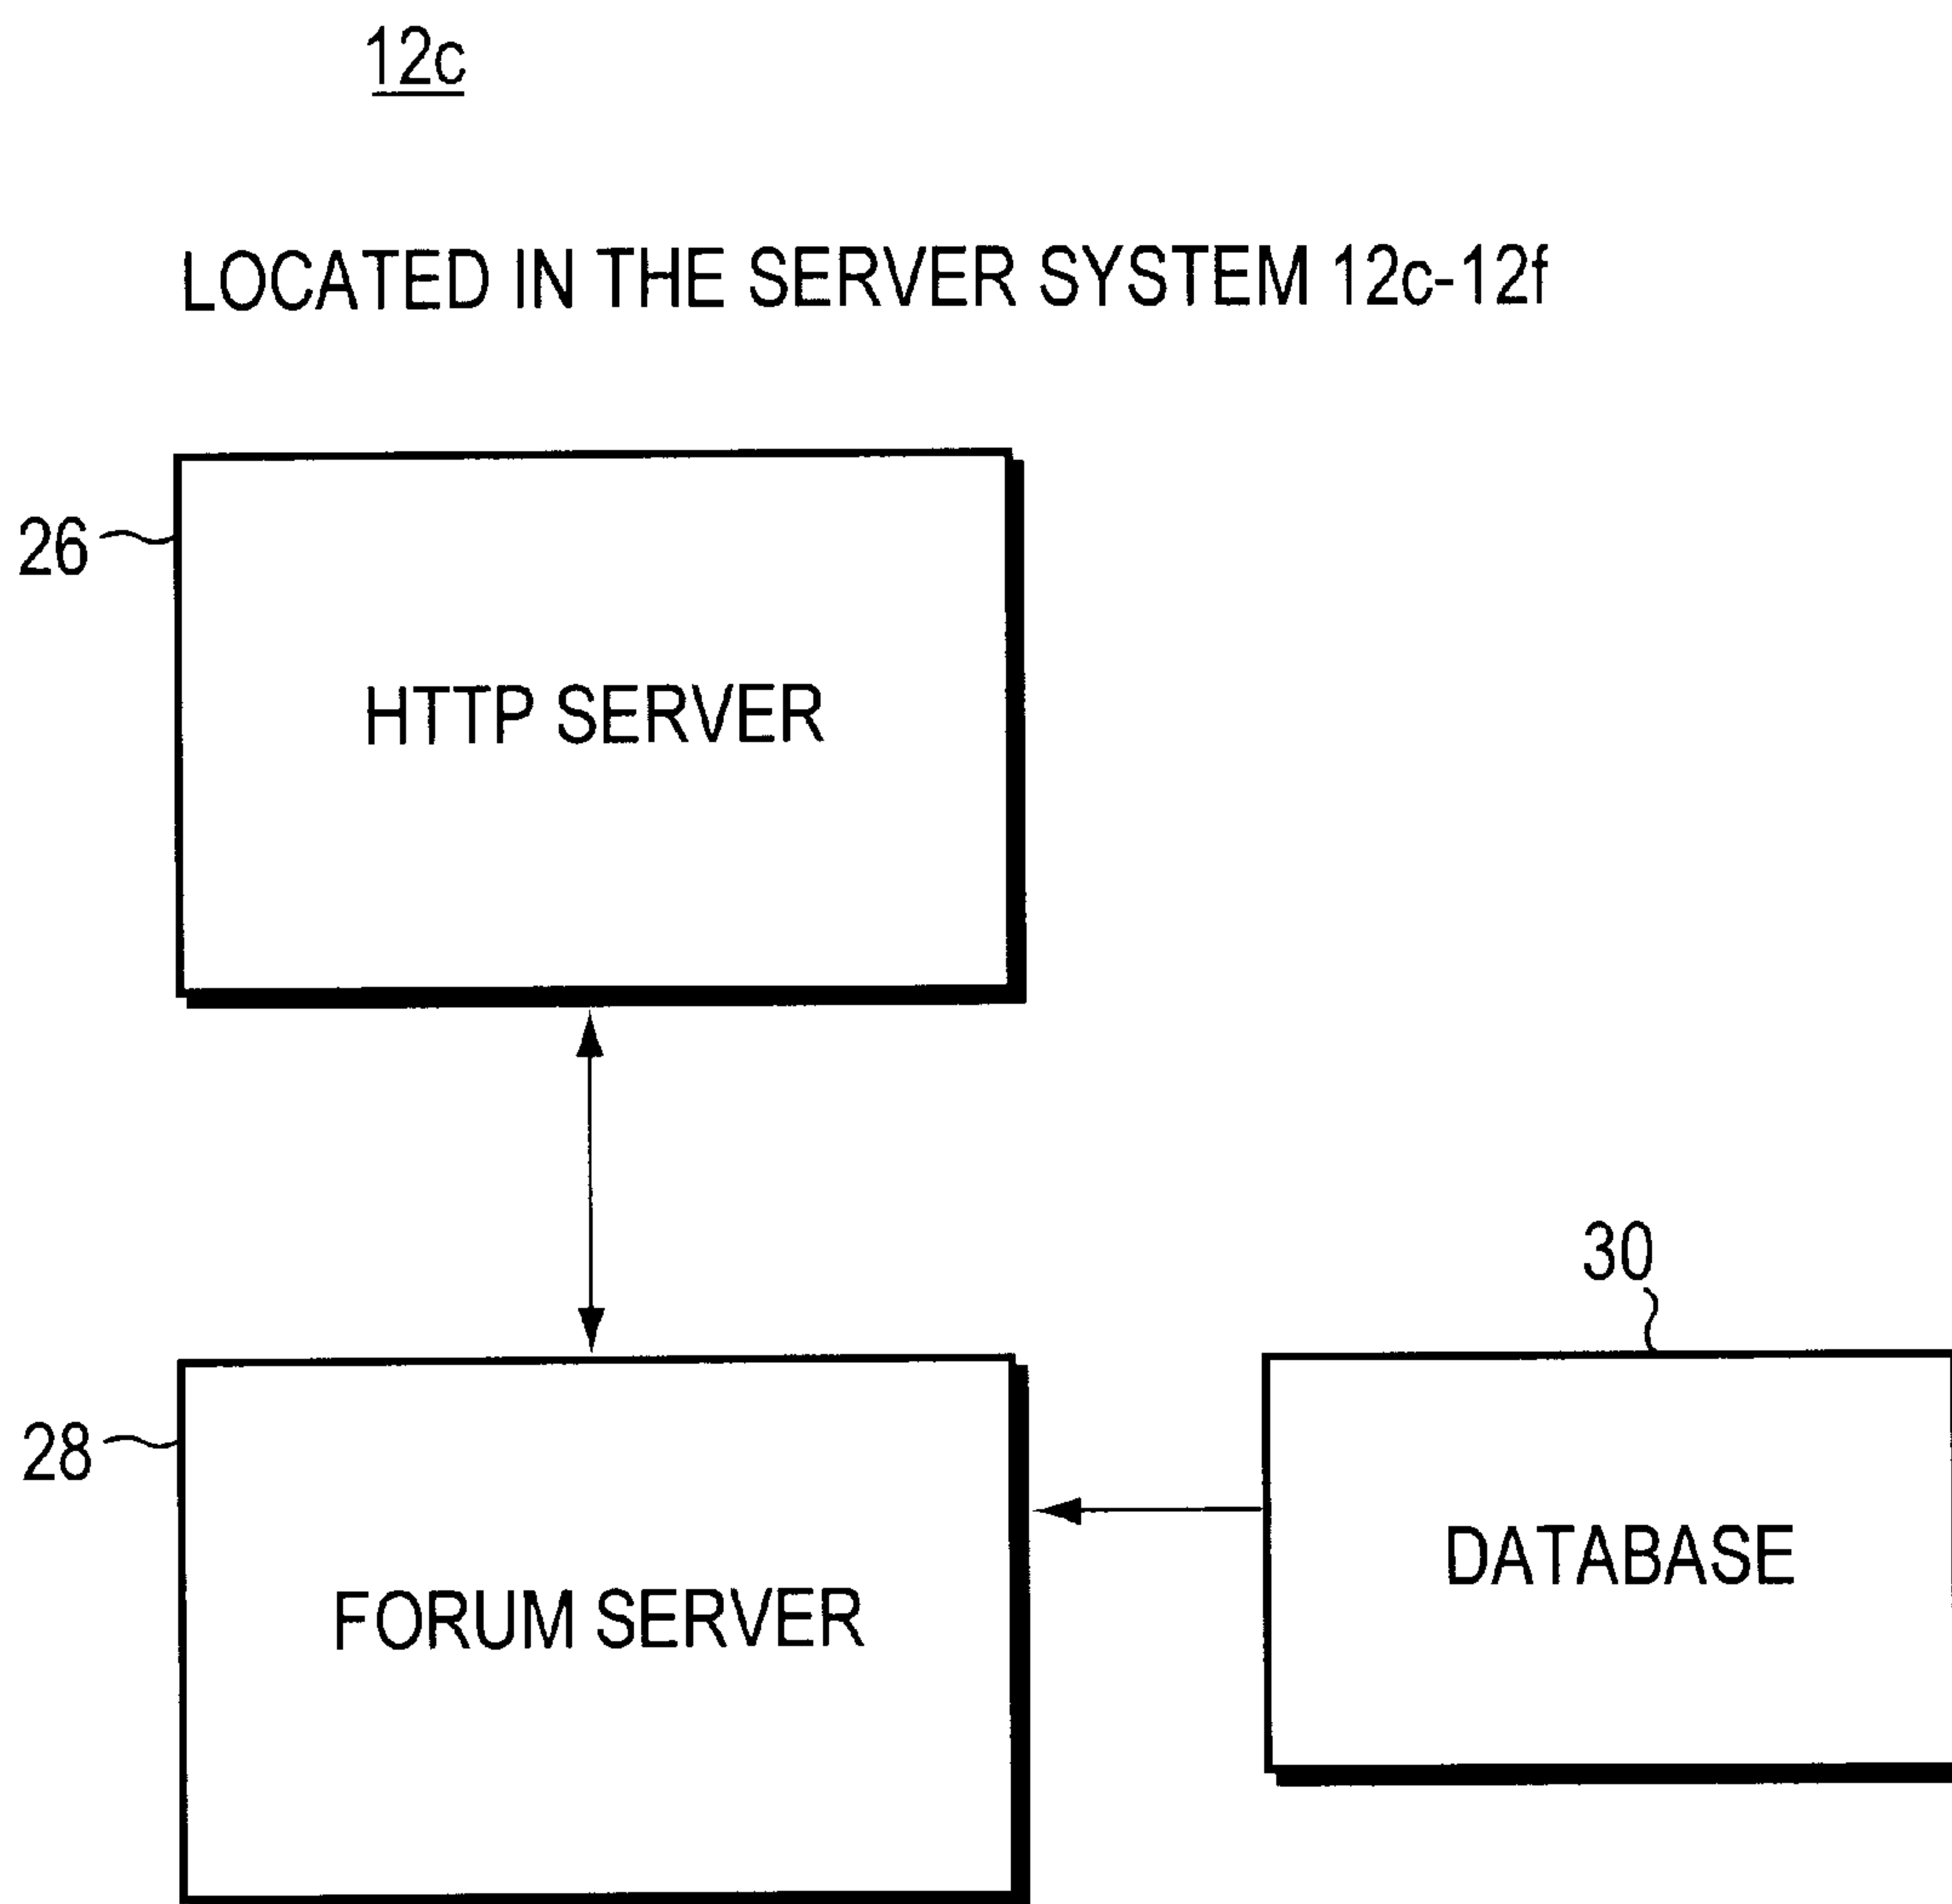 12c
LOCATED IN THE SERVER SYSTEM 12c-12f
26
HTTP SERVER
30
28
DATABASE
FORUM SERVER